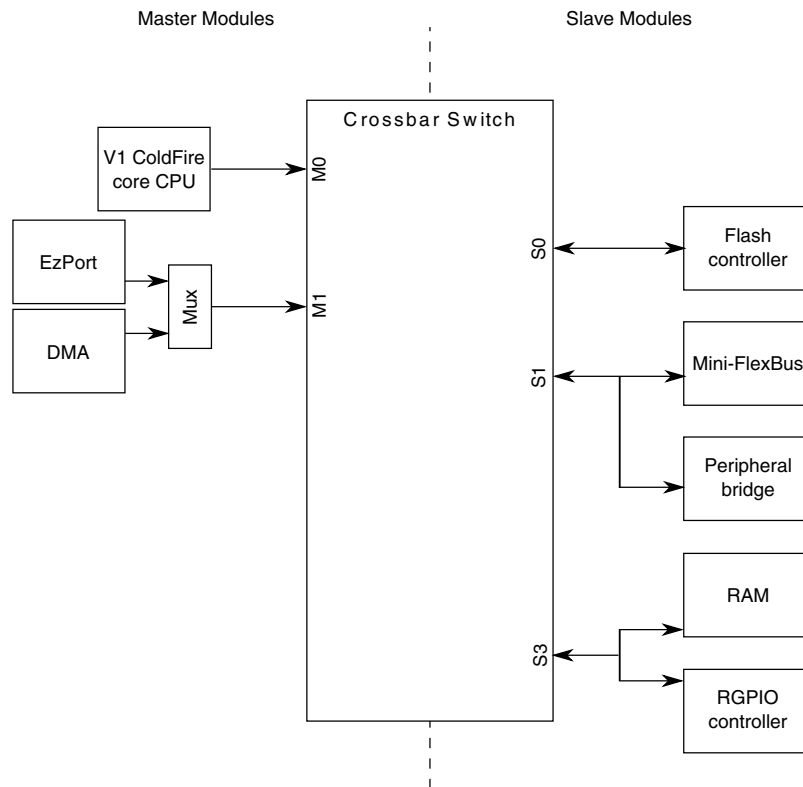 Master Modules
Slave Modules
Crossbar Switch
V1 ColdFire
core CPU
M0
EzPort
DMA
Mux
M1
S0
Flash
controller
S1
Mini-FlexBus
Peripheral
bridge
S3
RAM
RGPIO
controller